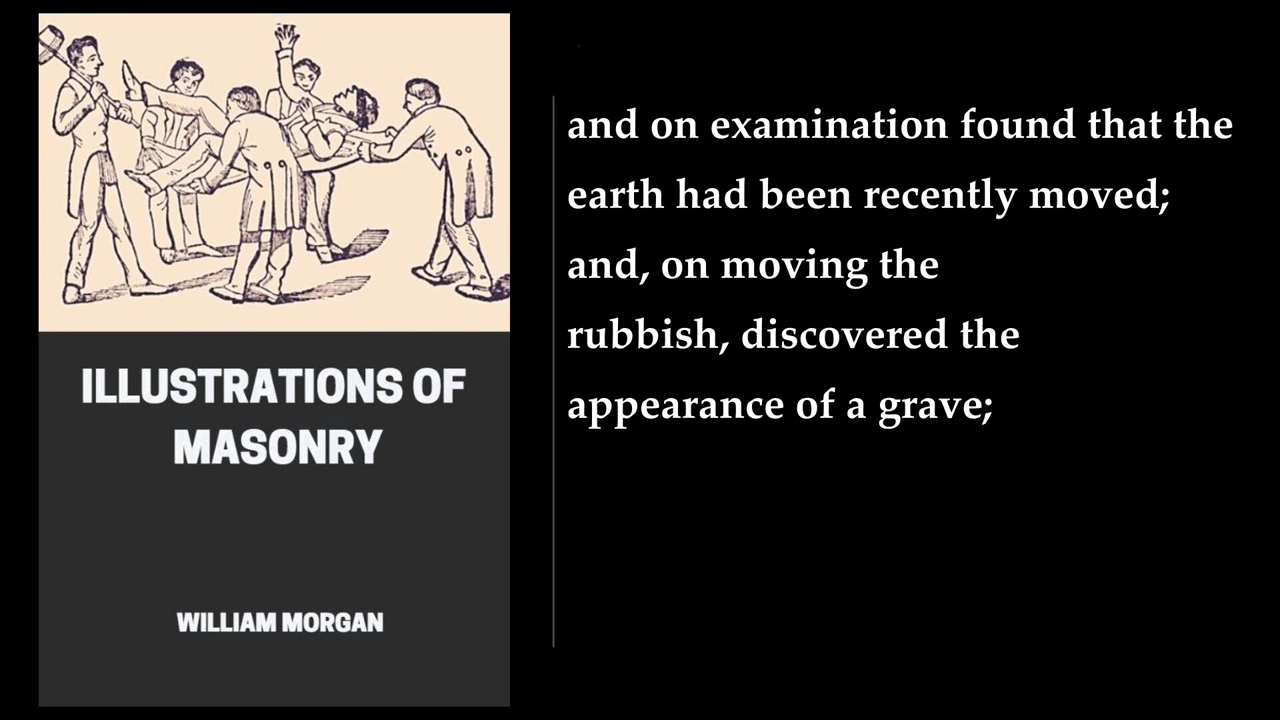 ILLUSTRATIONS OF
MASONRY
WILLIAM MORGAN
and on examination found that the
earth had been recently moved;
and, on moving the
rubbish, discovered the
appearance of a grave;